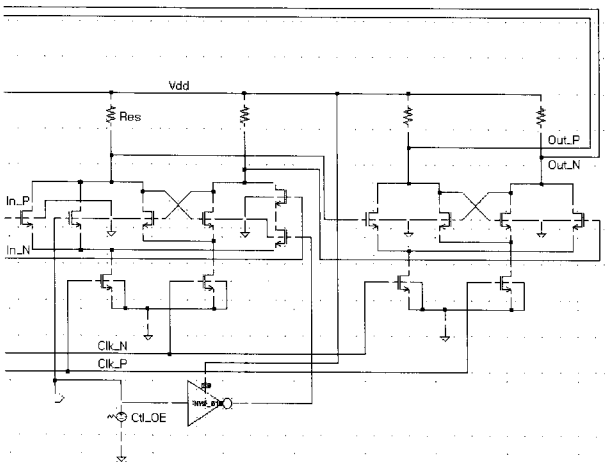 Vdd
Res
Out_P
Out_N
In_P
In_N
Clk_N
Clk_P
Ctl_OE